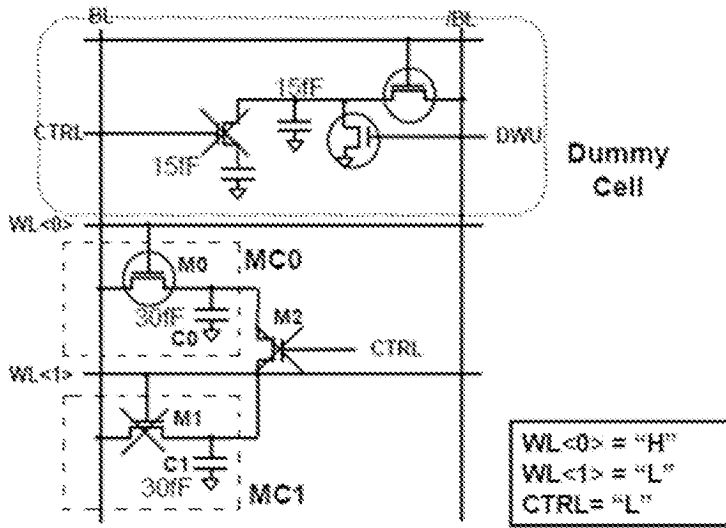 BL
/BL
15fF
CTRL
DWU
15fF
Dummy
Cell
WL<0>
MC0
M0
30fF
C0
M2
CTRL
WL<1>
M1
C1
30fF
MC1
WL<0> = "H"
WL<1> = "L"
CTRL= "L"